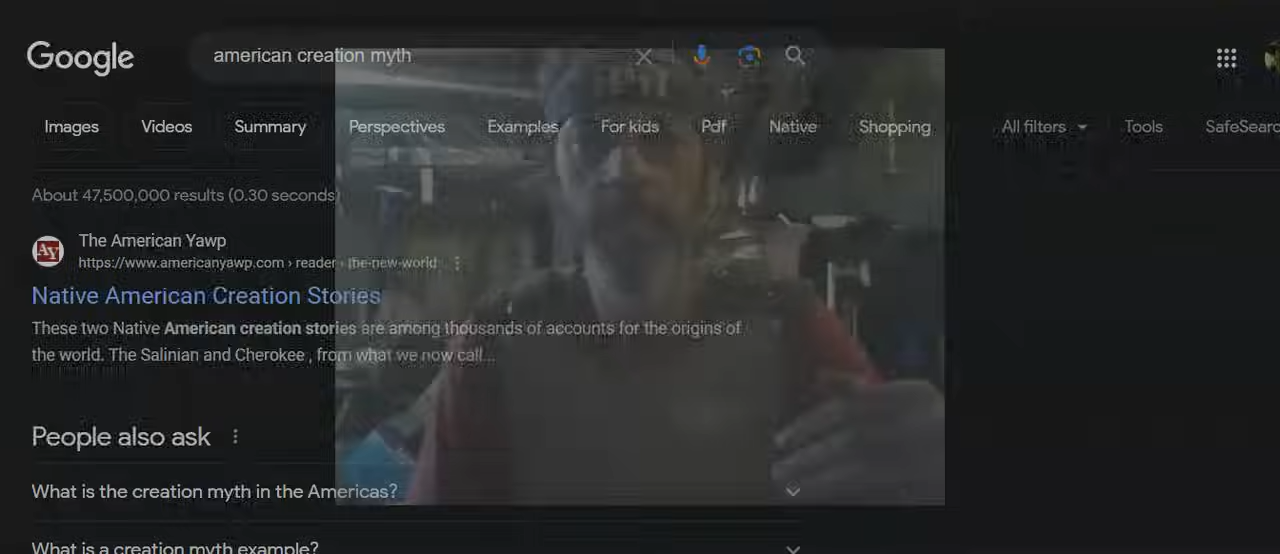 Google
american creation myth
Images Videos Summary Perspectives Examples For kids Pdf Native Shopping All filters Tools SafeSearc
About 47,500,000 results (0.30 seconds)
AY
The American Yawp
https://www.americanyawp.com › reader › the-new-world
Native American Creation Stories
These two Native American creation stories are among thousands of accounts for the origins of
the world. The Salinian and Cherokee , from what we now call...
People also ask
What is the creation myth in the Americas?
What is a creation myth example?